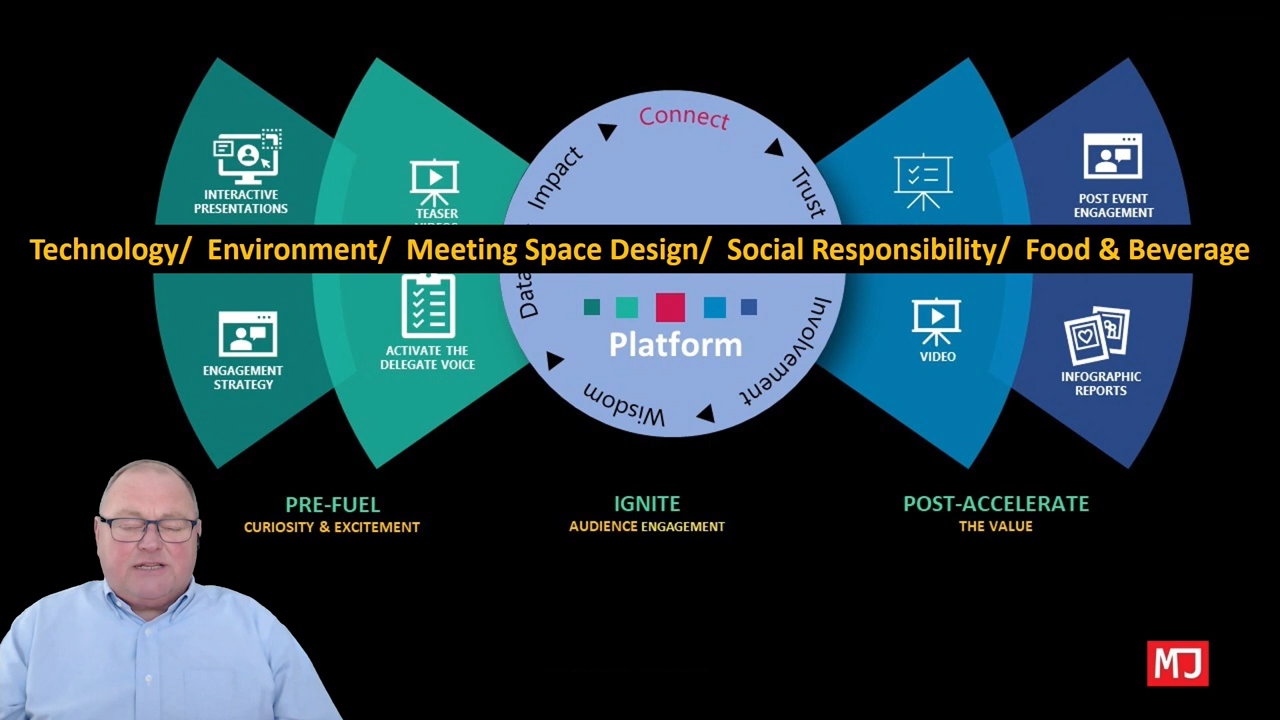 Connect
Impact
Trust
INTERACTIVE
PRESENTATIONS
TEASER
POST EVENT
ENGAGEMENT
Technology/ Environment/ Meeting Space Design/ Social Responsibility/ Food & Beverage
Data
Involvement
Platform
ENGAGEMENT
STRATEGY
ACTIVATE THE
DELEGATE VOICE
VIDEO
INFOGRAPHIC
REPORTS
Wisdom
PRE-FUEL
CURIOSITY & EXCITEMENT
IGNITE
AUDIENCE ENGAGEMENT
POST-ACCELERATE
THE VALUE
MJ